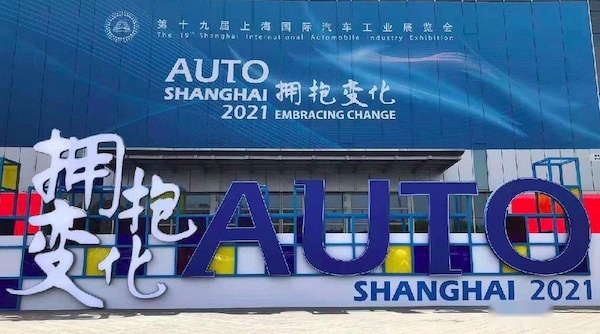 第十九届上海国际汽车工业展览会
The 19th Shanghai International Automobile Industry Exhibition
AUTO
SHANGHAI
2021
拥抱变化
EMBRACING CHANGE
拥抱
变化
AUTO
SHANGHAI 2021